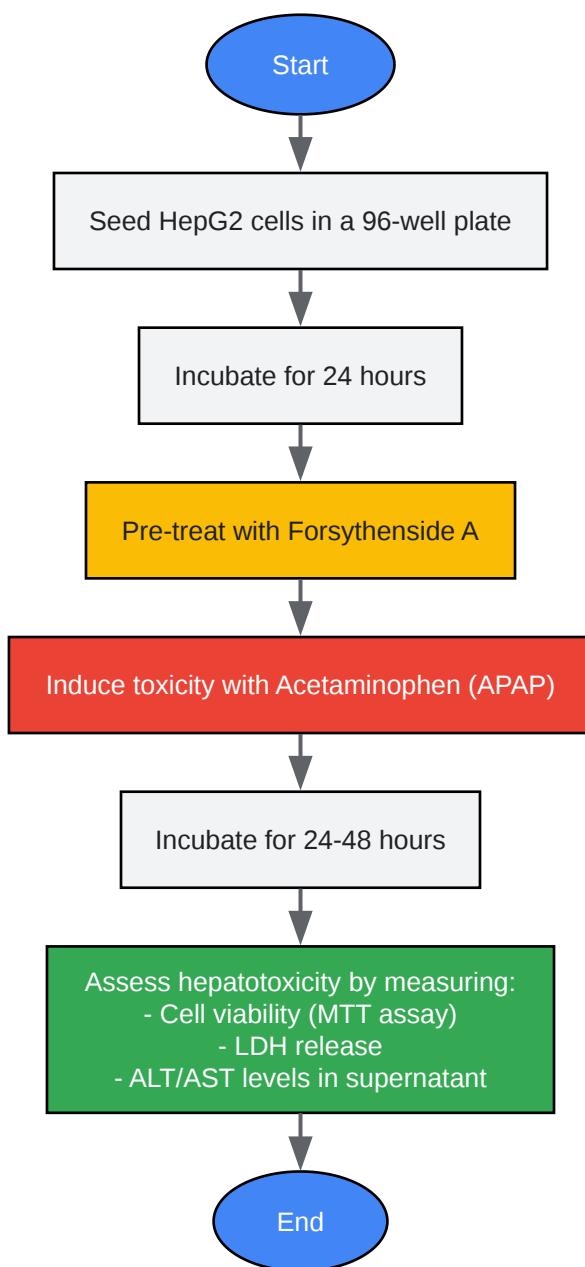 Start
Seed HepG2 cells in a 96-well plate
Incubate for 24 hours
Pre-treat with Forsythenside A
Induce toxicity with Acetaminophen (APAP)
Incubate for 24-48 hours
Assess hepatotoxicity by measuring:
- Cell viability (MTT assay)
- LDH release
- ALT/AST levels in supernatant
End